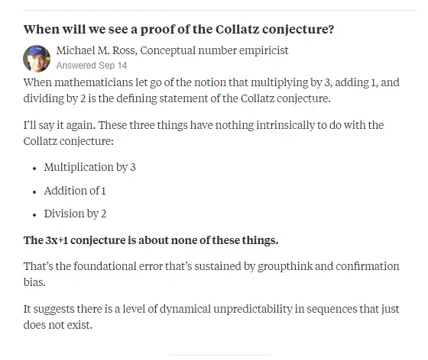 When will we see a proof of the Collatz conjecture?
Michael M. Ross, Conceptual number empiricist
Answered Sep 14
When mathematicians let go of the notion that multiplying by 3, adding 1, and
dividing by 2 is the defining statement of the Collatz conjecture.
I'll say it again. These three things have nothing intrinsically to do with the
Collatz conjecture:
• Multiplication by 3
• Addition of 1
• Division by 2
The 3x+1 conjecture is about none of these things.
That's the foundational error that's sustained by groupthink and confirmation
bias.
It suggests there is a level of dynamical unpredictability in sequences that just
does not exist.